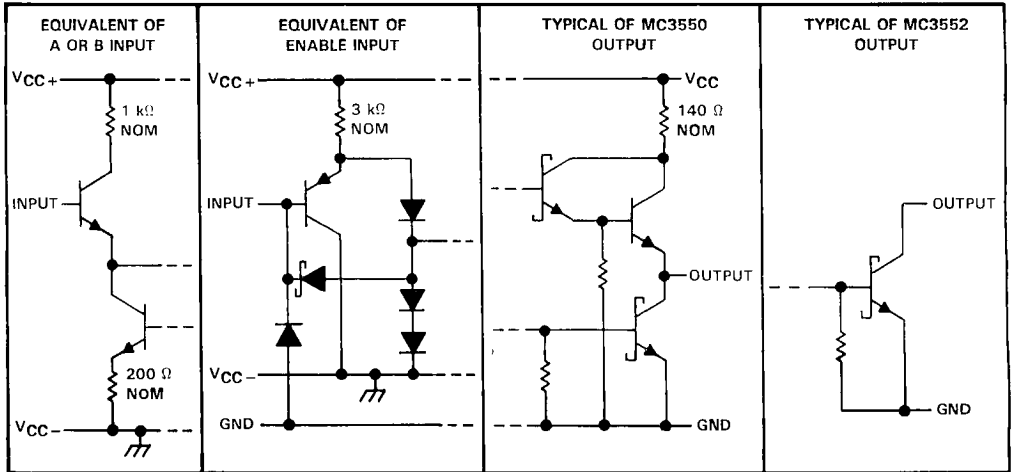 EQUIVALENT OF
A OR B INPUT
VCC+
1 kΩ
NOM
INPUT
200 Ω
NOM
VCC−
EQUIVALENT OF
ENABLE INPUT
VCC+
3 kΩ
NOM
INPUT
VCC−
GND
TYPICAL OF MC3550
OUTPUT
VCC
140 Ω
NOM
OUTPUT
GND
TYPICAL OF MC3552
OUTPUT
OUTPUT
GND